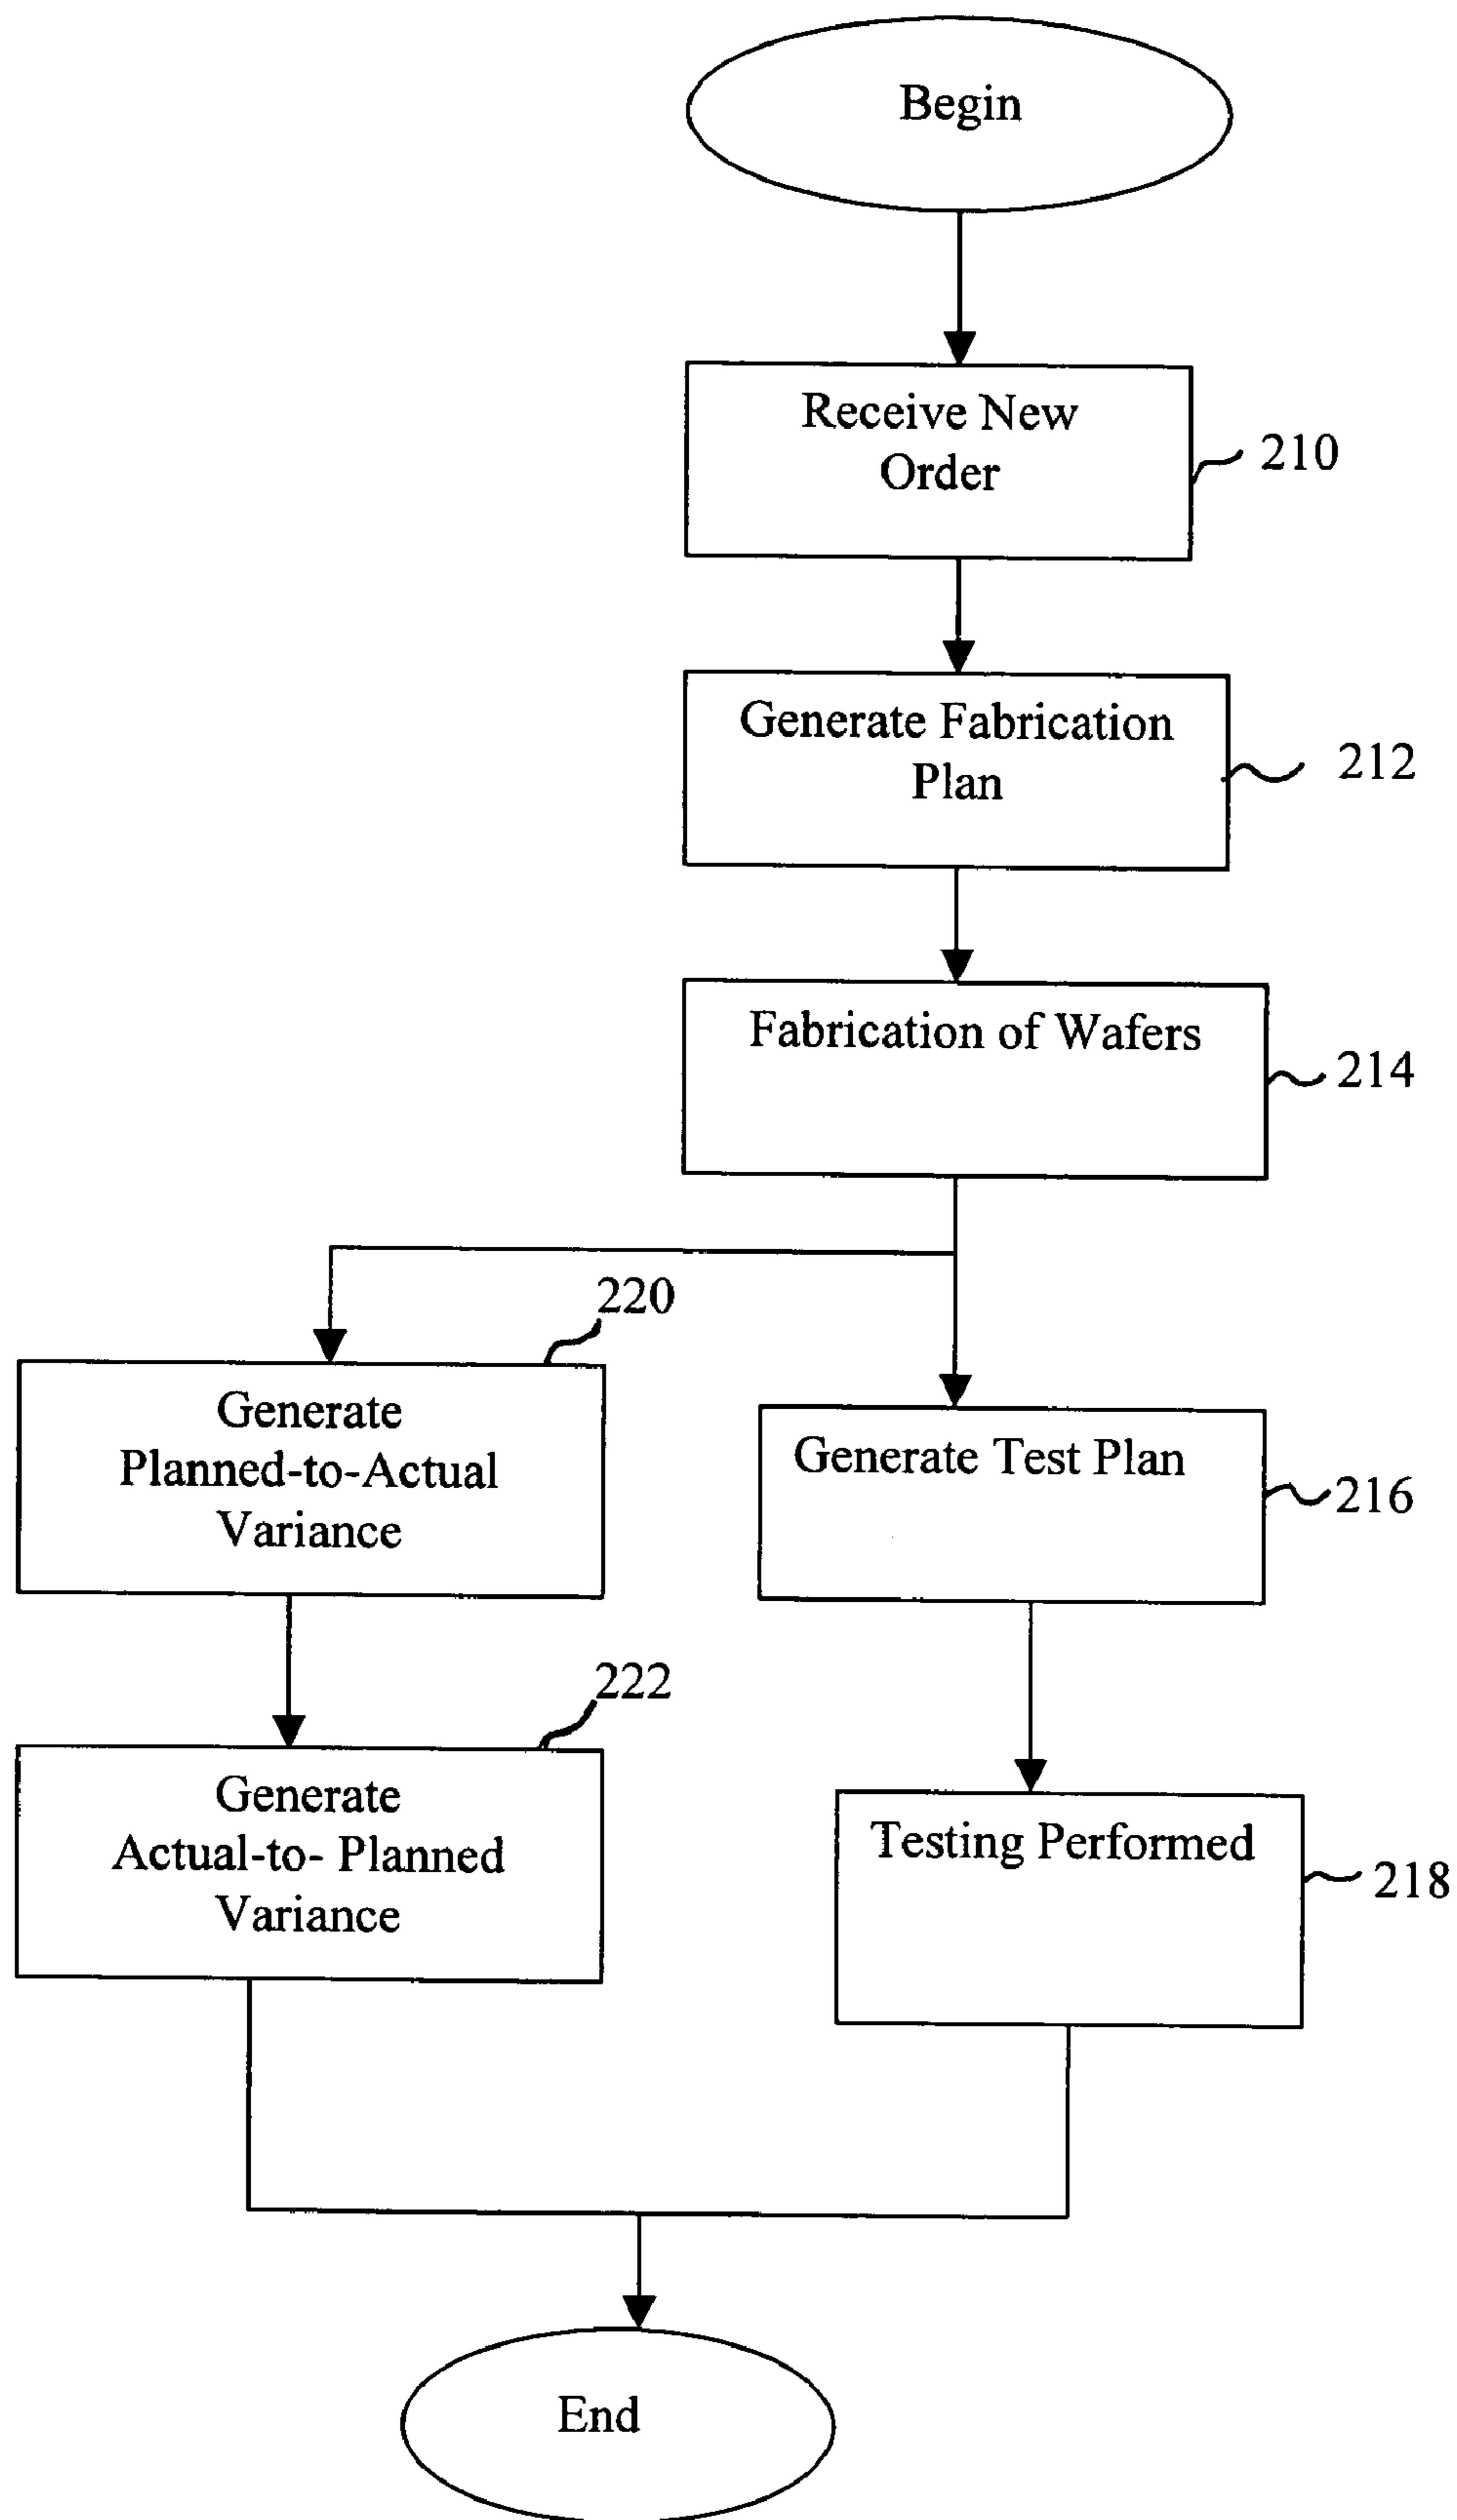 Begin
Receive New
Order
210
Generate Fabrication
Plan
212
Fabrication of Wafers
214
220
Generate
Planned-to-Actual
Variance
Generate Test Plan
216
222
Generate
Actual-to- Planned
Variance
Testing Performed
218
End